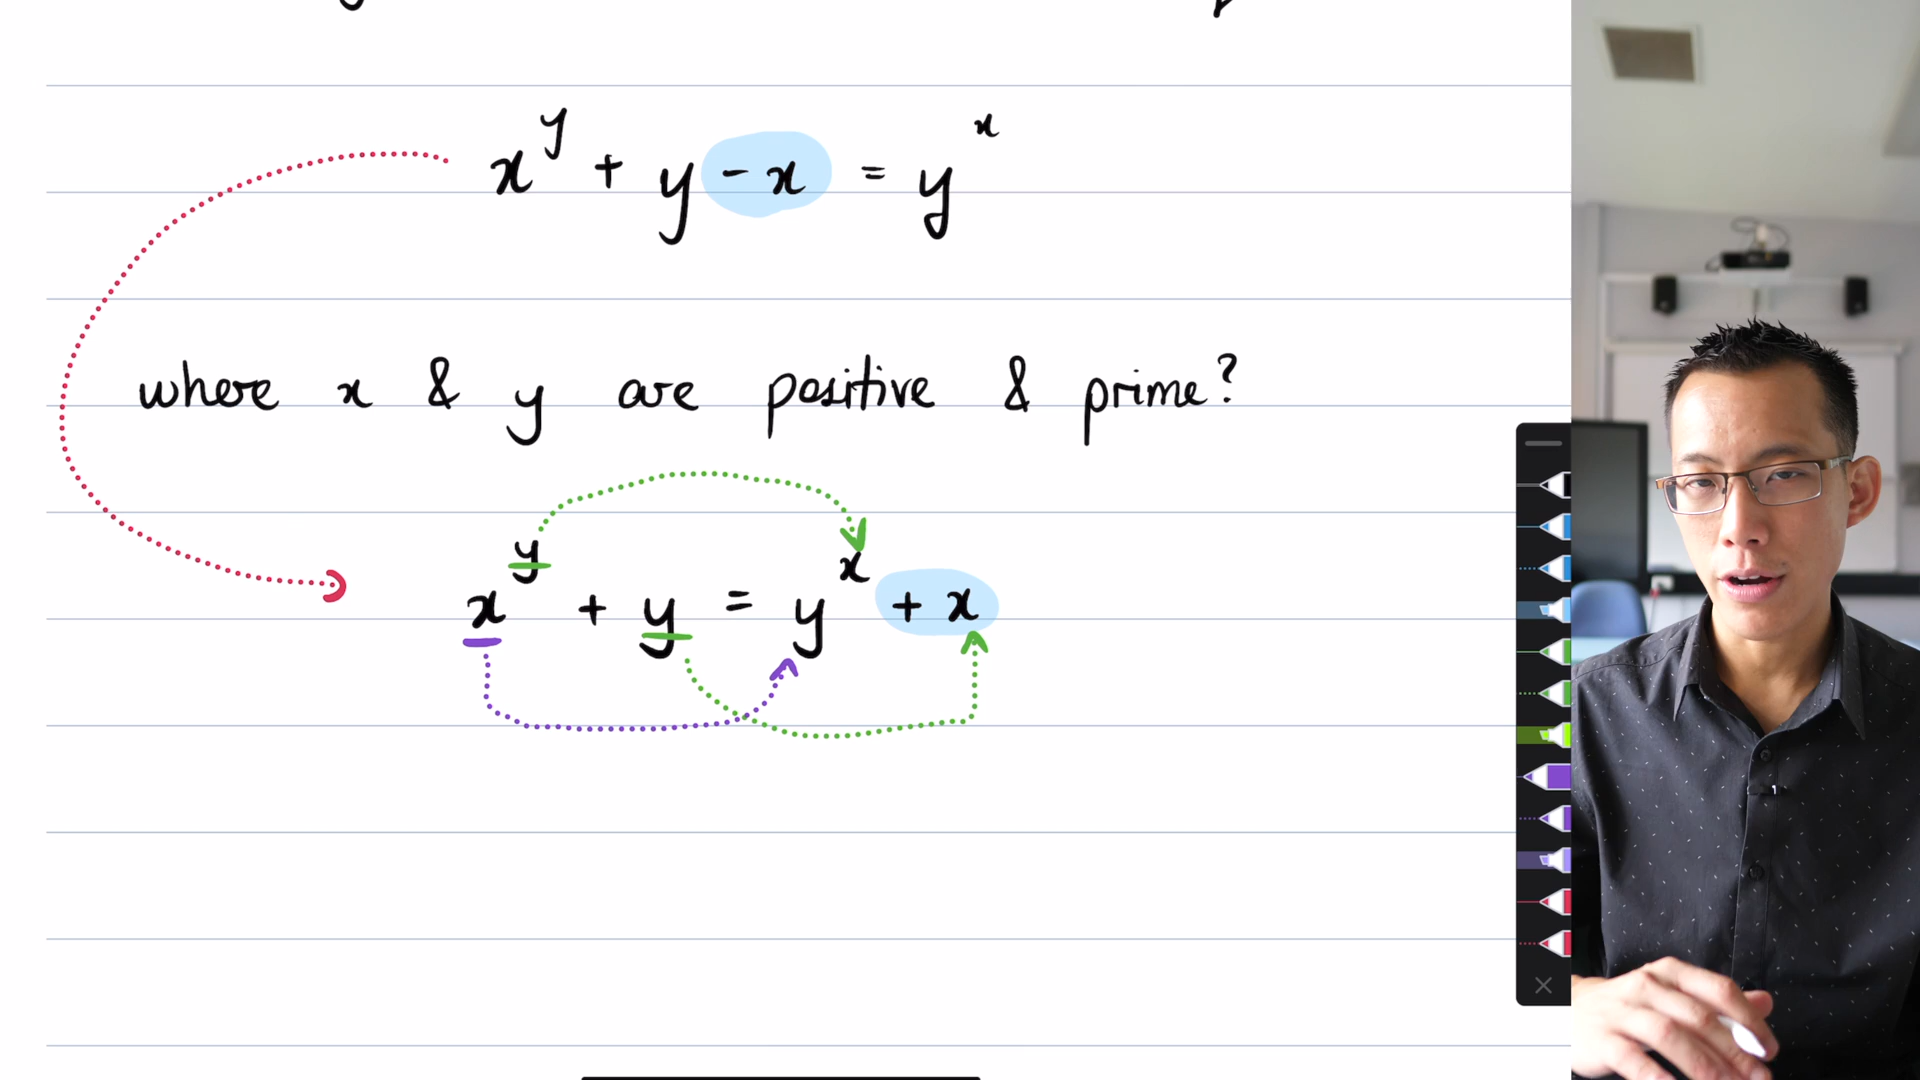 x^y + y - x = y^x
where x & y are positive & prime?
x^y + y = y^x + x